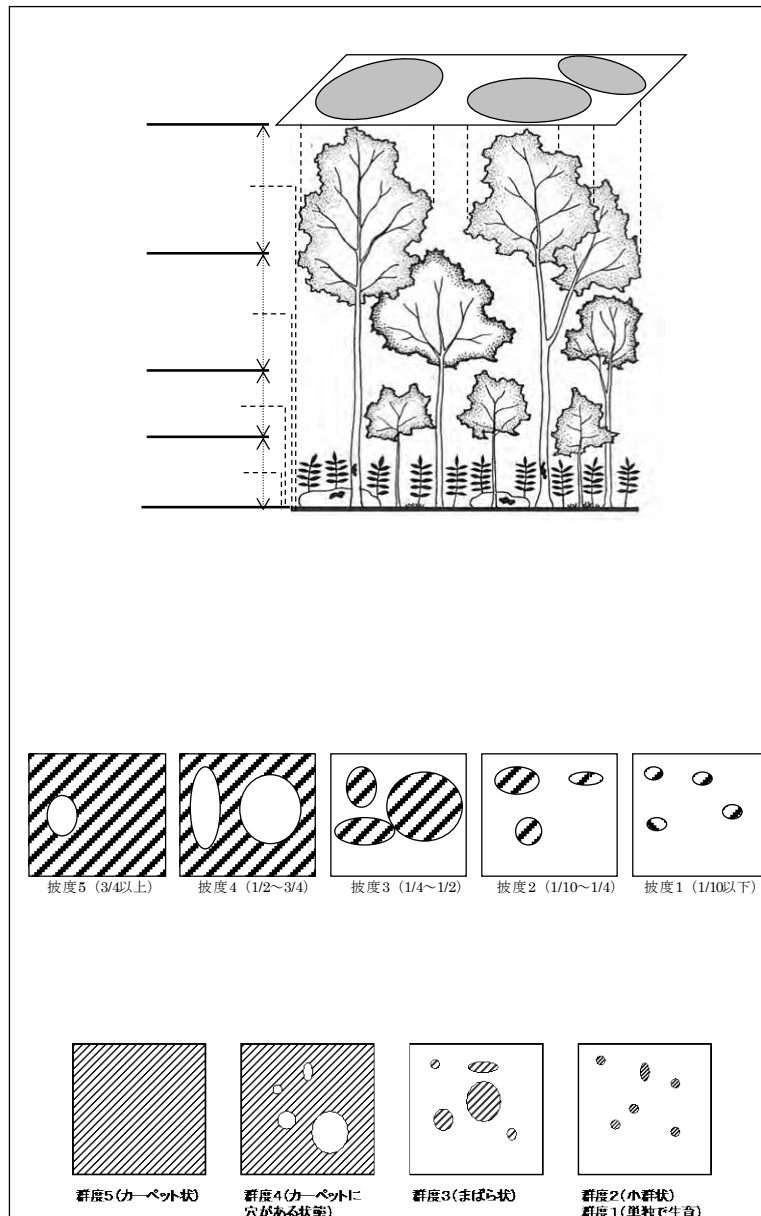 披度5（3/4以上）
披度4（1/2～3/4）
披度3（1/4～1/2）
披度2（1/10～1/4）
披度1（1/10以下）
群度5(カーペット状)
群度4(カーペットに
穴がある状態)
群度3(まばら状)
群度2(小群状)
群度1(単独で生育)